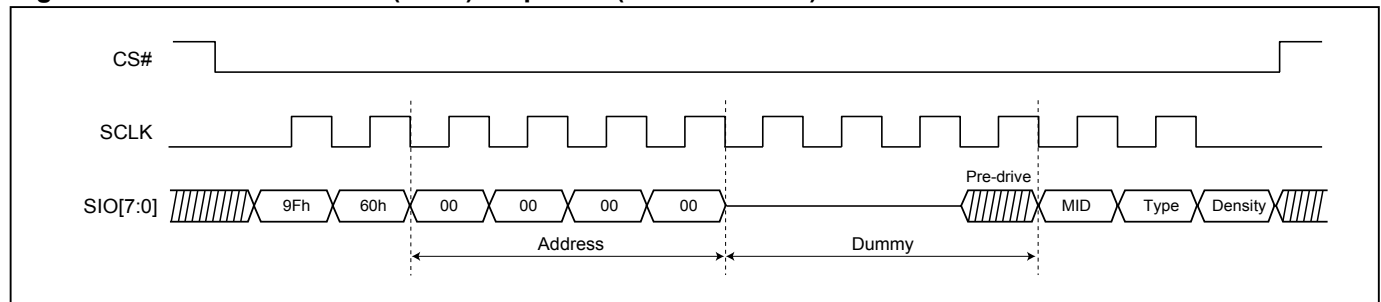 CS#
SCLK
Pre-drive
SIO[7:0] 9Fh 60h 00 00 00 00 MID Type Density
Address Dummy